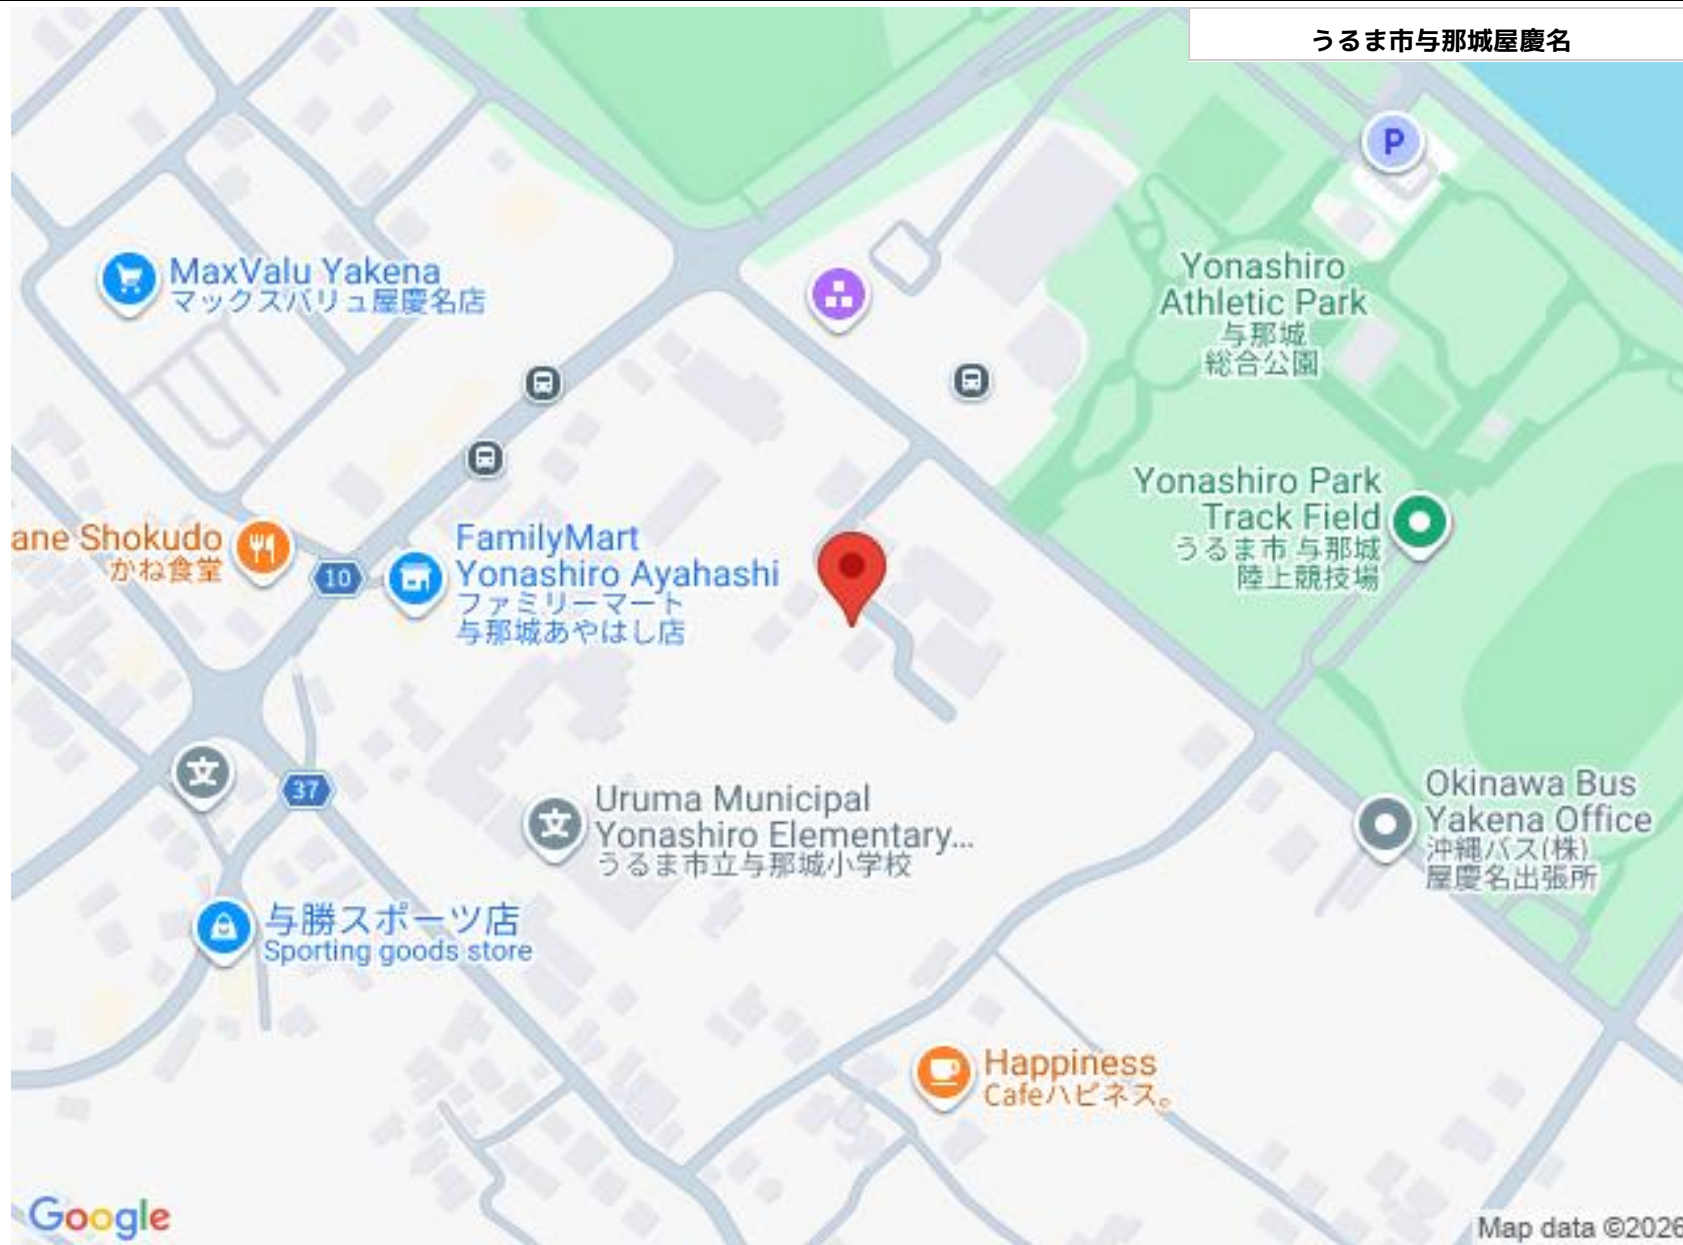 うるま市与那城屋慶名
P
MaxValu Yakena
マックスバリュ屋慶名店
Yonashiro
Athletic Park
与那城
総合公園
Yonashiro Park
Track Field
うるま市 与那城
陸上競技場
ane Shokudo
かね食堂
10
FamilyMart
Yonashiro Ayahashi
ファミリーマート
与那城あやはし店
文
37
文
Uruma Municipal
Yonashiro Elementary...
うるま市立与那城小学校
Okinawa Bus
Yakena Office
沖縄バス(株)
屋慶名出張所
与勝スポーツ店
Sporting goods store
Happiness
Cafeハピネス。
Google
Map data ©2026